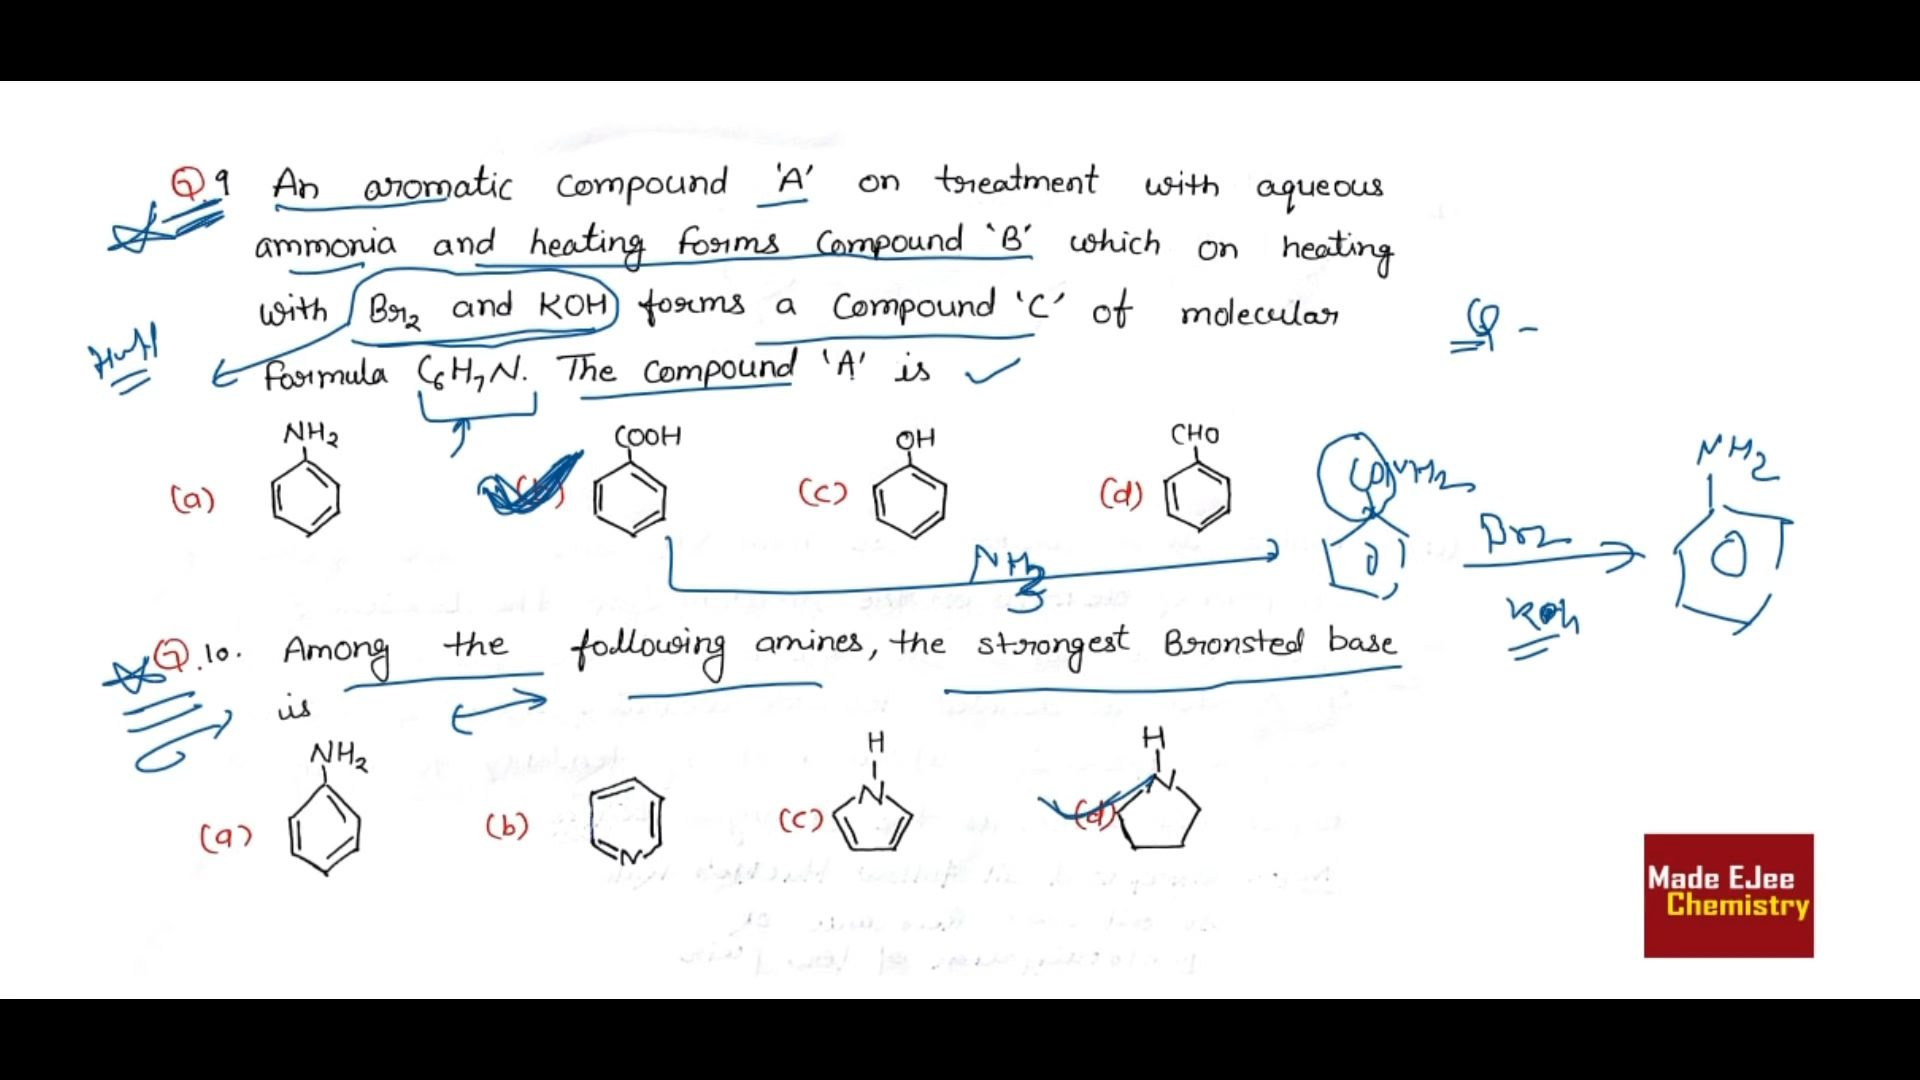 Q.9 An aromatic compound 'A' on treatment with aqueous
ammonia and heating forms compound 'B' which on heating
with Br₂ and KOH forms a compound 'C' of molecular
formula C₆H₇N. The compound 'A' is
Q -
(a) NH₂
COOH
(c) OH
(d) CHO
NH₃
CONH₂
Br₂
KOH
NH₂
Q.10. Among the following amines, the strongest Bronsted base
is
(a) NH₂
(b) N
(c) H N
(d) H N
Made EJee
Chemistry